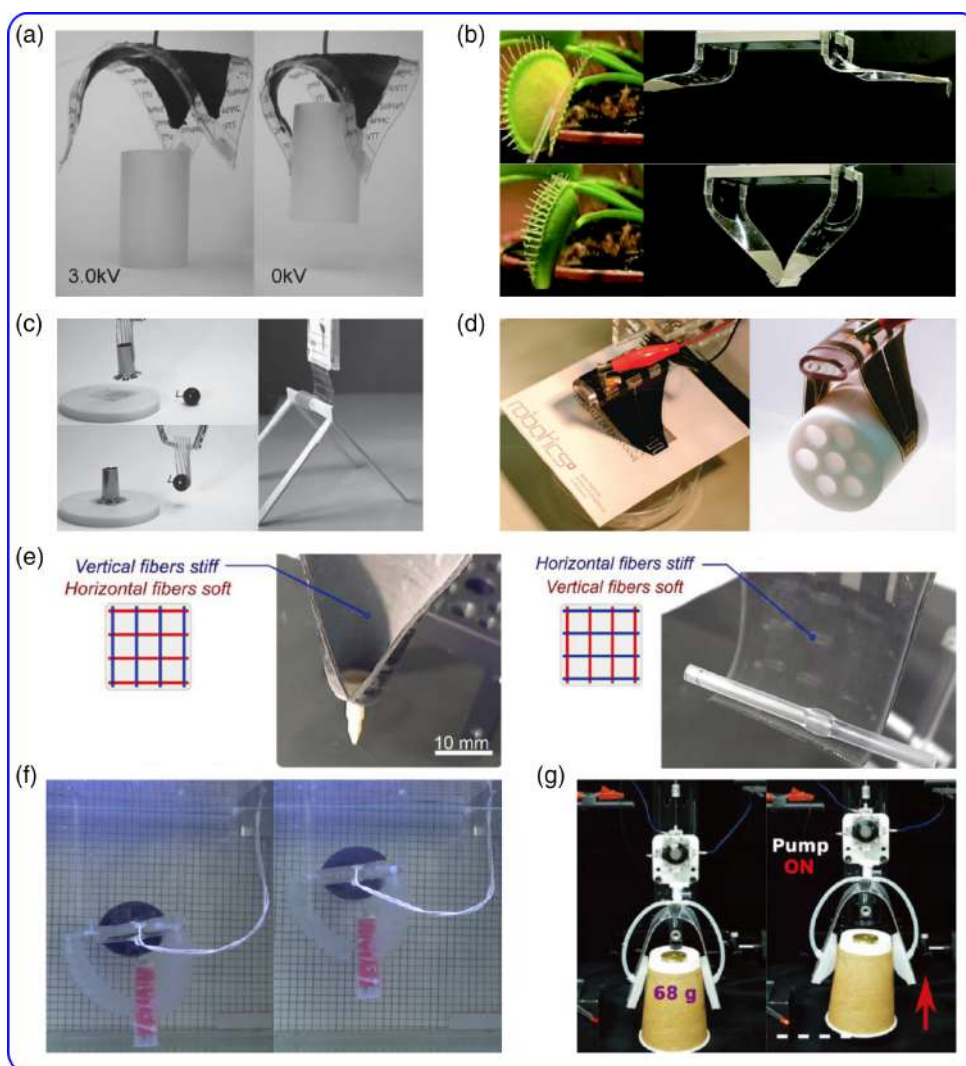 (a)
3.0kV
0kV
(b)
(c)
(d)
robotics
(e)
Vertical fibers stiff
Horizontal fibers soft
10 mm
Horizontal fibers stiff
Vertical fibers soft
(f)
(g)
68 g
Pump
ON